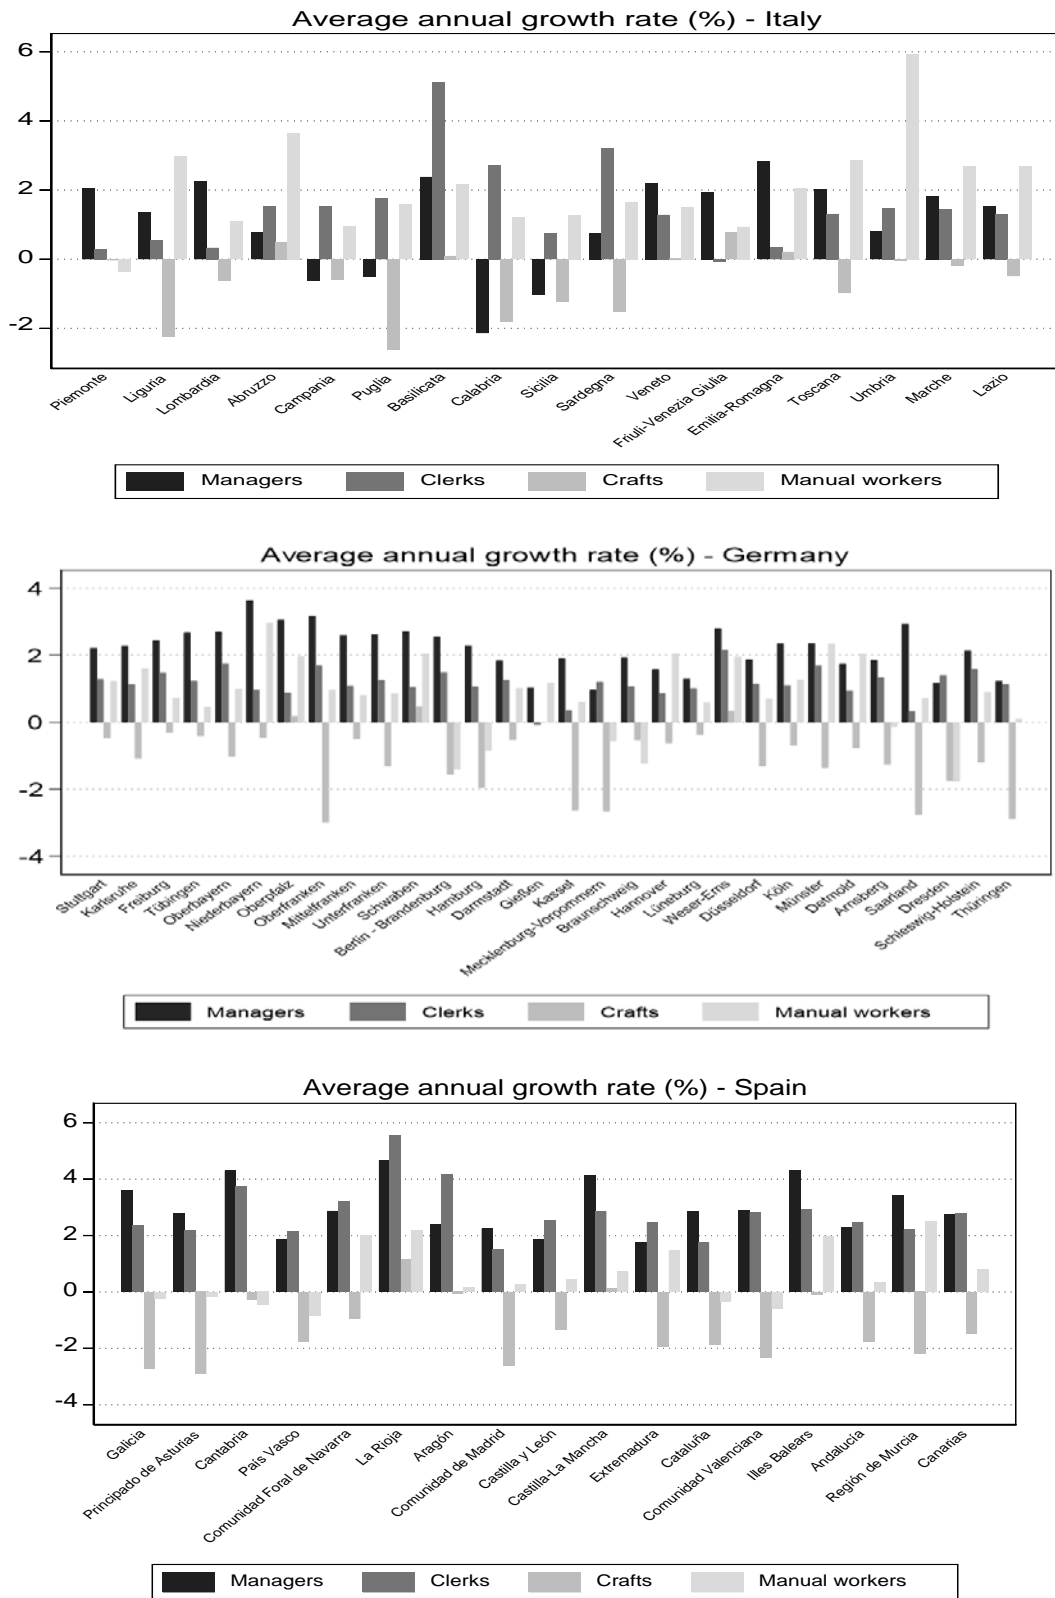 Average annual growth rate (%) - Italy
6
4
2
0
-2
Piemonte
Liguria
Lombardia
Abruzzo
Campania
Puglia
Basilicata
Calabria
Sicilia
Sardegna
Veneto
Friuli-Venezia Giulia
Emilia-Romagna
Toscana
Umbria
Marche
Lazio
Managers Clerks Crafts Manual workers
Average annual growth rate (%) - Germany
4
2
0
-2
-4
Stuttgart
Karlsruhe
Freiburg
Tübingen
Oberbayern
Niederbayern
Oberpfalz
Oberfranken
Mittelfranken
Unterfranken
Schwaben
Berlin - Brandenburg
Hamburg
Darmstadt
Gießen
Kassel
Mecklenburg-Vorpommern
Braunschweig
Hannover
Lüneburg
Weser-Ems
Düsseldorf
Köln
Münster
Detmold
Arnsberg
Saarland
Dresden
Schleswig-Holstein
Thüringen
Managers Clerks Crafts Manual workers
Average annual growth rate (%) - Spain
6
4
2
0
-2
-4
Galicia
Principado de Asturias
Cantabria
País Vasco
Comunidad Foral de Navarra
La Rioja
Aragón
Comunidad de Madrid
Castilla y León
Castilla-La Mancha
Extremadura
Cataluña
Comunidad Valenciana
Illes Balears
Andalucia
Región de Murcia
Canarias
Managers Clerks Crafts Manual workers